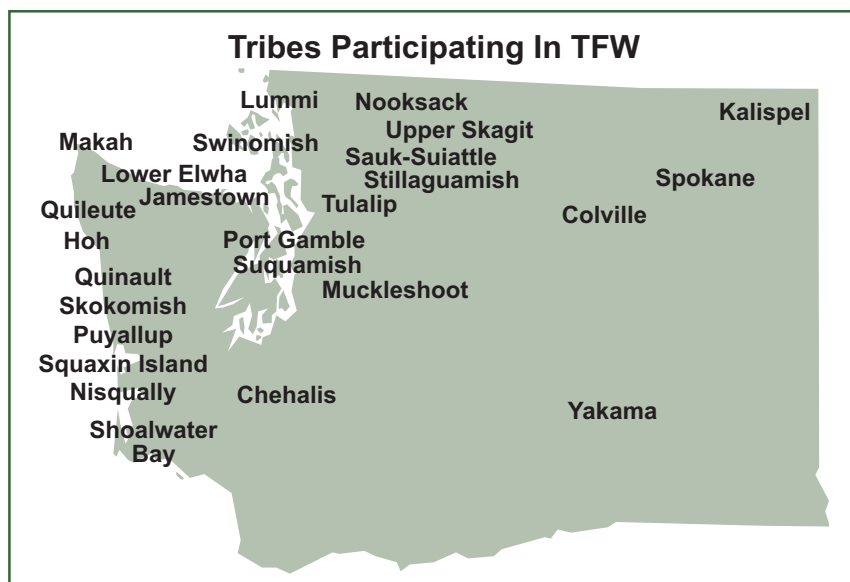 Tribes Participating In TFW
Lummi
Nooksack
Kalispel
Upper Skagit
Makah
Swinomish
Sauk-Suiattle
Lower Elwha
Stillaguamish
Spokane
Jamestown
Tulalip
Quileute
Colville
Hoh
Port Gamble
Suquamish
Quinault
Muckleshoot
Skokomish
Puyallup
Squaxin Island
Nisqually
Chehalis
Yakama
Shoalwater
Bay